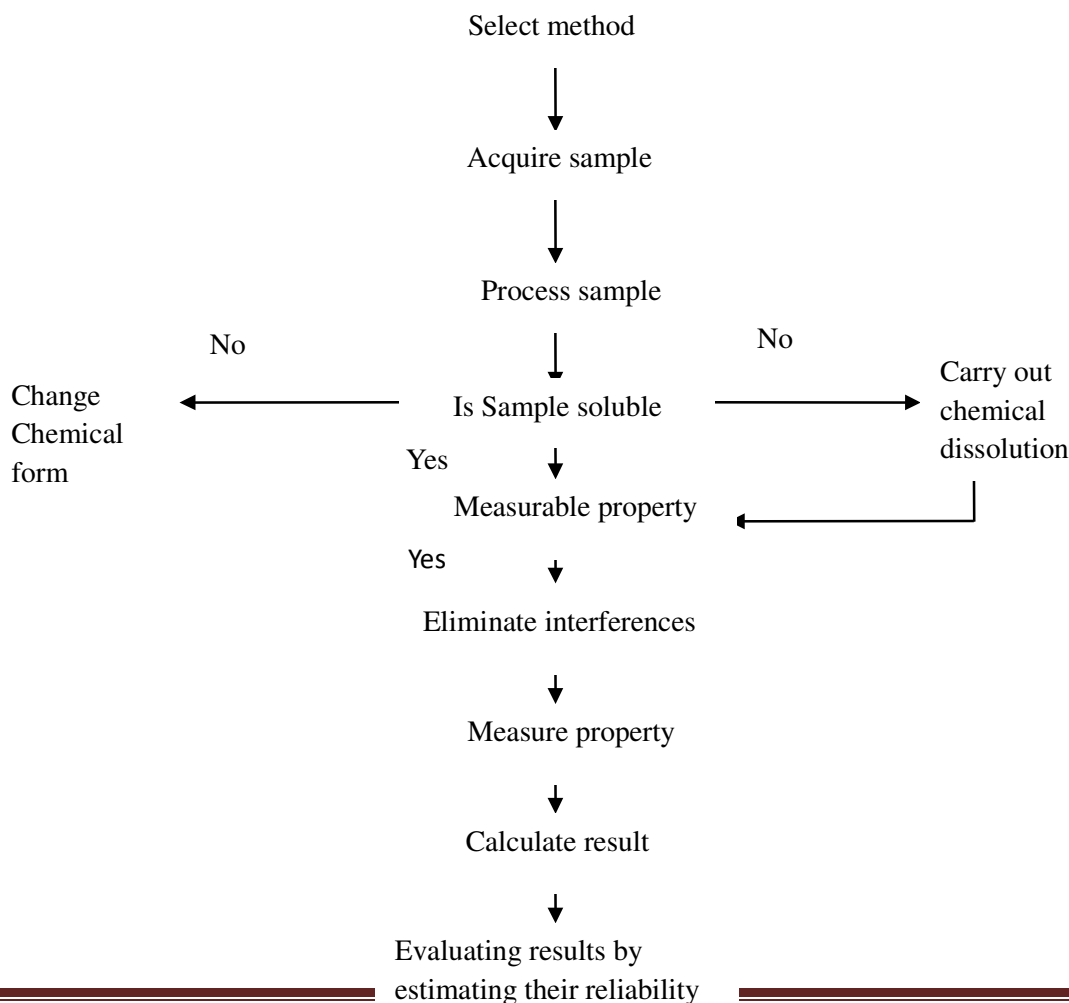 Select method
Acquire sample
Process sample
No
No
Change
Chemical
form
Is Sample soluble
Carry out
chemical
dissolution
Yes
Measurable property
Yes
Eliminate interferences
Measure property
Calculate result
Evaluating results by
estimating their reliability